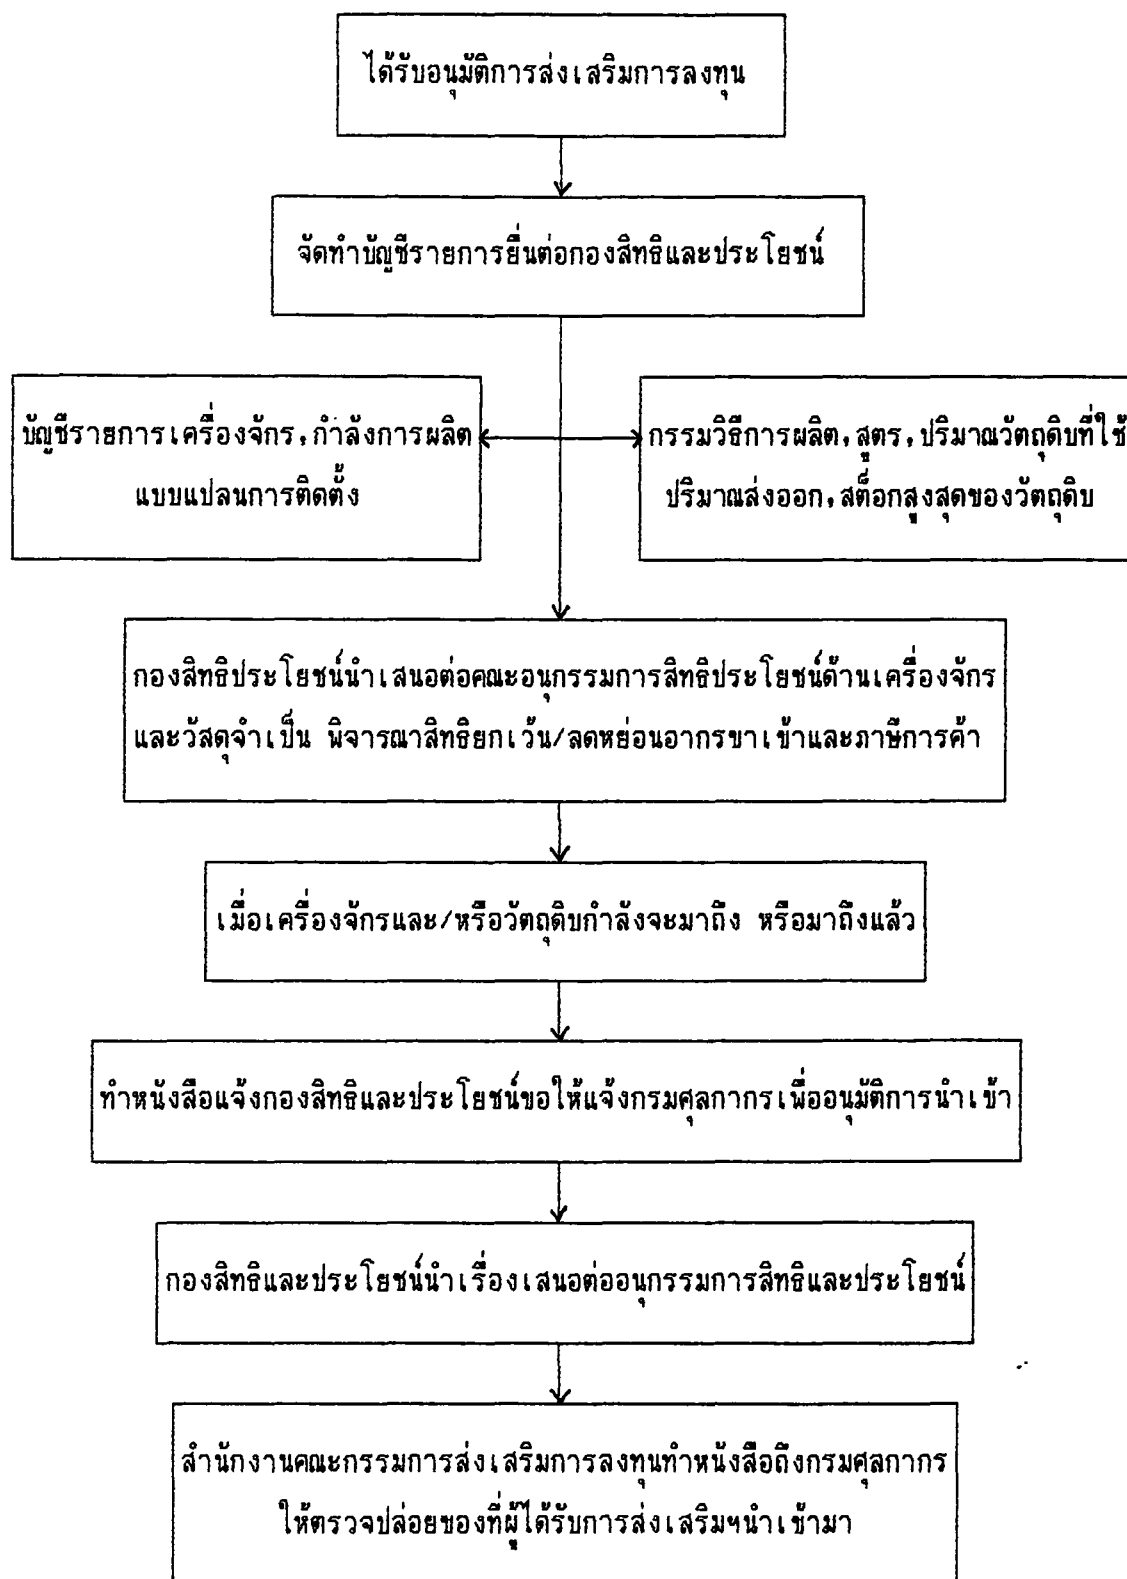 ได้รับอนุมัติการส่งเสริมการลงทุน
จัดทำบัญชีรายการยื่นต่อกองสิทธิและประโยชน์
บัญชีรายการเครื่องจักร,กำลังการผลิต
แบบแปลนการติดตั้ง
กรรมวิธีการผลิต,สูตร,ปริมาณวัตถุดิบที่ใช้
ปริมาณส่งออก,สต็อกสูงสุดของวัตถุดิบ
กองสิทธิประโยชน์นำเสนอต่อคณะอนุกรรมการสิทธิประโยชน์ด้านเครื่องจักร
และวัสดุจำเป็น พิจารณาสิทธิยกเว้น/ลดหย่อนอากรขาเข้าและภาษีการค้า
เมื่อเครื่องจักรและ/หรือวัตถุดิบกำลังจะมาถึง หรือมาถึงแล้ว
ทำหนังสือแจ้งกองสิทธิและประโยชน์ขอให้แจ้งกรมศุลกากรเพื่ออนุมัติการนำเข้า
กองสิทธิและประโยชน์นำเรื่องเสนอต่ออนุกรรมการสิทธิและประโยชน์
สำนักงานคณะกรรมการส่งเสริมการลงทุนทำหนังสือถึงกรมศุลกากร
ให้ตรวจปล่อยของที่ผู้ได้รับการส่งเสริมฯนำเข้ามา